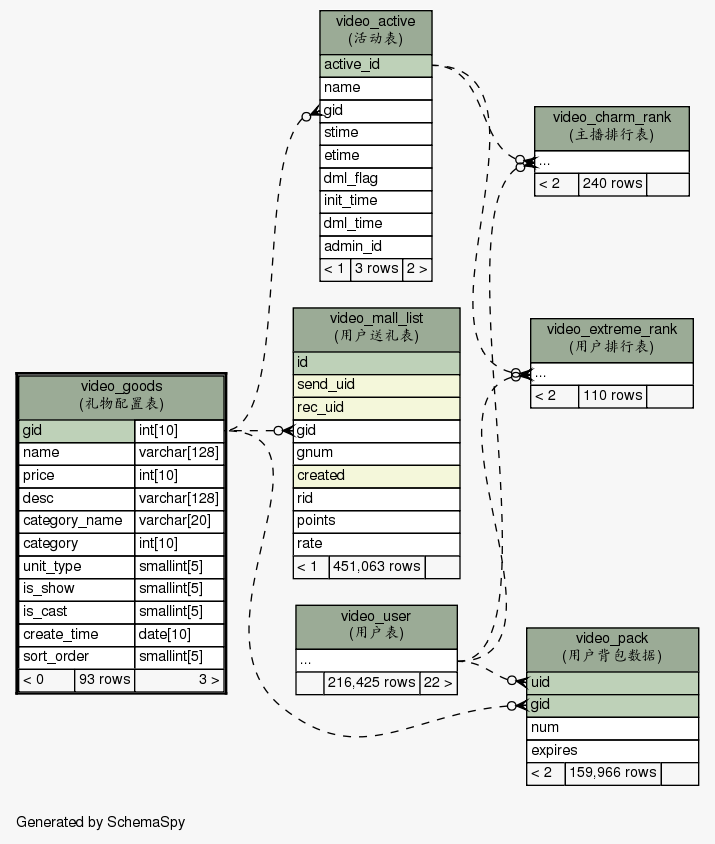 video_active
(活动表)
active_id
name
gid
stime
etime
dml_flag
init_time
dml_time
admin_id
< 1 3 rows 2 >
video_charm_rank
(主播排行表)
...
< 2 240 rows
video_mall_list
(用户送礼表)
id
send_uid
rec_uid
gid
gnum
created
rid
points
rate
< 1 451,063 rows
video_extreme_rank
(用户排行表)
...
< 2 110 rows
video_goods
(礼物配置表)
gid int[10]
name varchar[128]
price int[10]
desc varchar[128]
category_name varchar[20]
category int[10]
unit_type smallint[5]
is_show smallint[5]
is_cast smallint[5]
create_time date[10]
sort_order smallint[5]
< 0 93 rows 3 >
video_user
(用户表)
...
216,425 rows 22 >
video_pack
(用户背包数据)
uid
gid
num
expires
< 2 159,966 rows
Generated by SchemaSpy